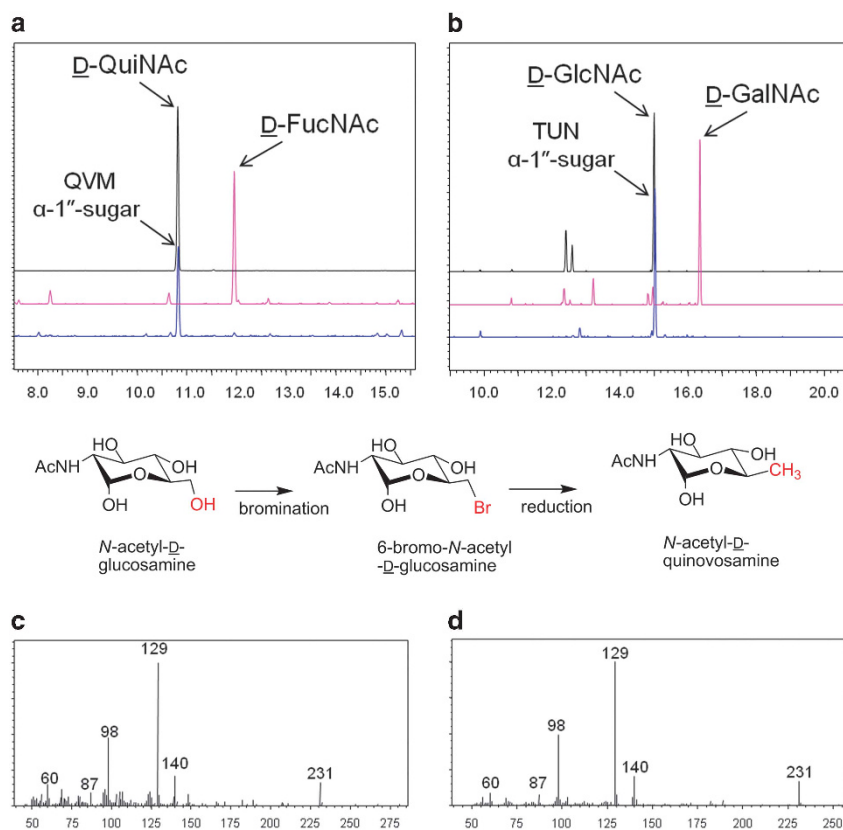 a
b
D-QuiNAc
D-FucNAc
QVM
α-1″-sugar
8.0 9.0 10.0 11.0 12.0 13.0 14.0 15.0
D-GlcNAc
D-GalNAc
TUN
α-1″-sugar
9.0 10.0 12.0 14.0 16.0 18.0 20.0
HO
AcNH
O
OH
OH
OH
bromination
HO
AcNH
O
OH
OH
Br
reduction
HO
AcNH
O
OH
OH
CH3
N-acetyl-D-
glucosamine
6-bromo-N-acetyl
-D-glucosamine
N-acetyl-D-
quinovosamine
c
d
129
98
60
87
140
231
50 75 100 125 150 175 200 225 250 275
129
98
60
87
140
231
50 75 100 125 150 175 200 225 250